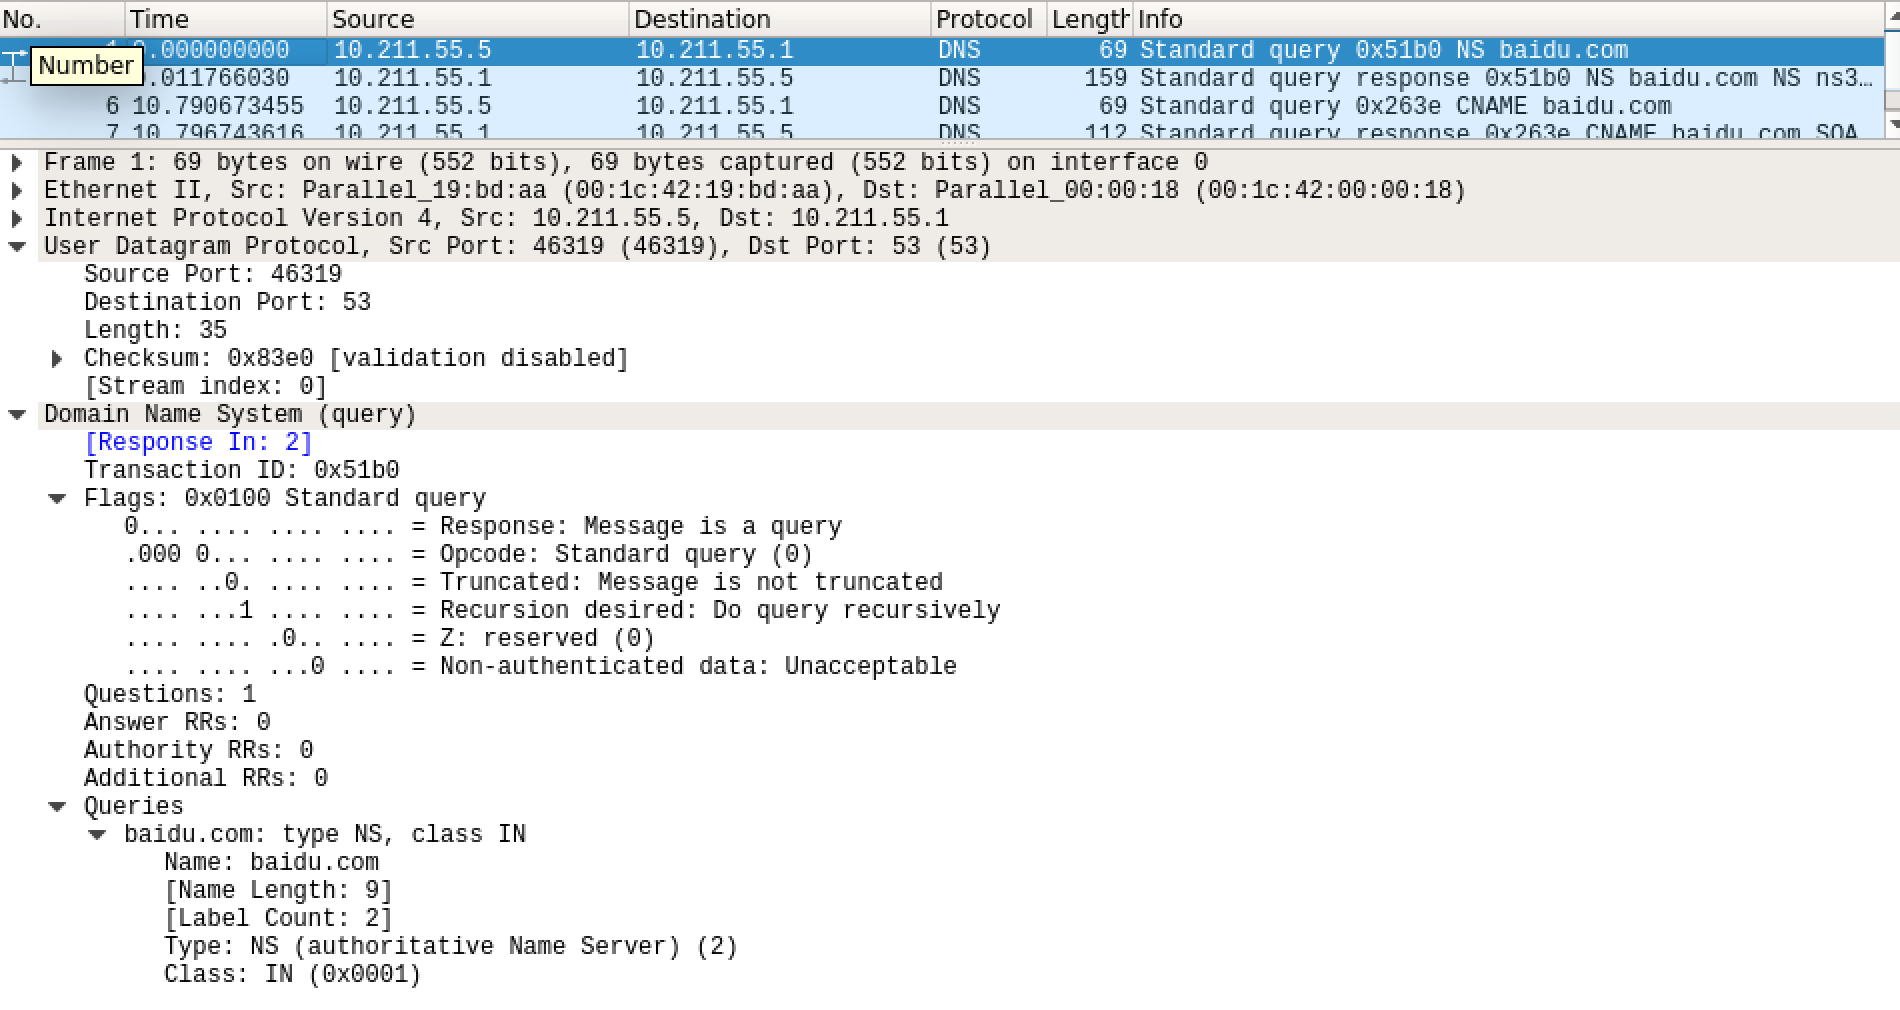 No. Time Source Destination Protocol Length Info
.000000000 10.211.55.5 10.211.55.1 DNS 69 Standard query 0x51b0 NS baidu.com
Number
.011766030 10.211.55.1 10.211.55.5 DNS 159 Standard query response 0x51b0 NS baidu.com NS ns3…
6 10.790673455 10.211.55.5 10.211.55.1 DNS 69 Standard query 0x263e CNAME baidu.com
7 10.796743616 10.211.55.1 10.211.55.5 DNS 112 Standard query response 0x263e CNAME baidu.com SOA
Frame 1: 69 bytes on wire (552 bits), 69 bytes captured (552 bits) on interface 0
Ethernet II, Src: Parallel_19:bd:aa (00:1c:42:19:bd:aa), Dst: Parallel_00:00:18 (00:1c:42:00:00:18)
Internet Protocol Version 4, Src: 10.211.55.5, Dst: 10.211.55.1
User Datagram Protocol, Src Port: 46319 (46319), Dst Port: 53 (53)
Source Port: 46319
Destination Port: 53
Length: 35
Checksum: 0x83e0 [validation disabled]
[Stream index: 0]
Domain Name System (query)
[Response In: 2]
Transaction ID: 0x51b0
Flags: 0x0100 Standard query
0... .... .... .... = Response: Message is a query
.000 0... .... .... = Opcode: Standard query (0)
.... ..0. .... .... = Truncated: Message is not truncated
.... ...1 .... .... = Recursion desired: Do query recursively
.... .... .0.. .... = Z: reserved (0)
.... .... ...0 .... = Non-authenticated data: Unacceptable
Questions: 1
Answer RRs: 0
Authority RRs: 0
Additional RRs: 0
Queries
baidu.com: type NS, class IN
Name: baidu.com
[Name Length: 9]
[Label Count: 2]
Type: NS (authoritative Name Server) (2)
Class: IN (0x0001)